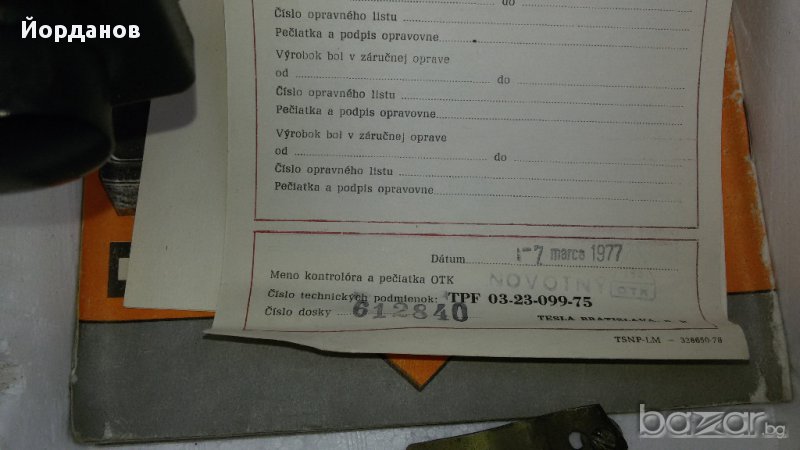 Йорданов
do
Číslo opravného listu
Pečiatka a podpis opravovne
Výrobok bol v záručnej oprave
od do
Číslo opravného listu
Pečiatka a podpis opravovne
Výrobok bol v záručnej oprave
od do
Číslo opravného listu
Pečiatka a podpis opravovne
Dátum 7 marca 1977
Meno kontrolóra a pečiatka OTK NOVOTNÝ OTK
Číslo technických podmienok: TPF 03-23-099-75
Číslo dosky 612840
TESLA BRATISLAVA
TSNP-LM - 328650-76
bazar.bg